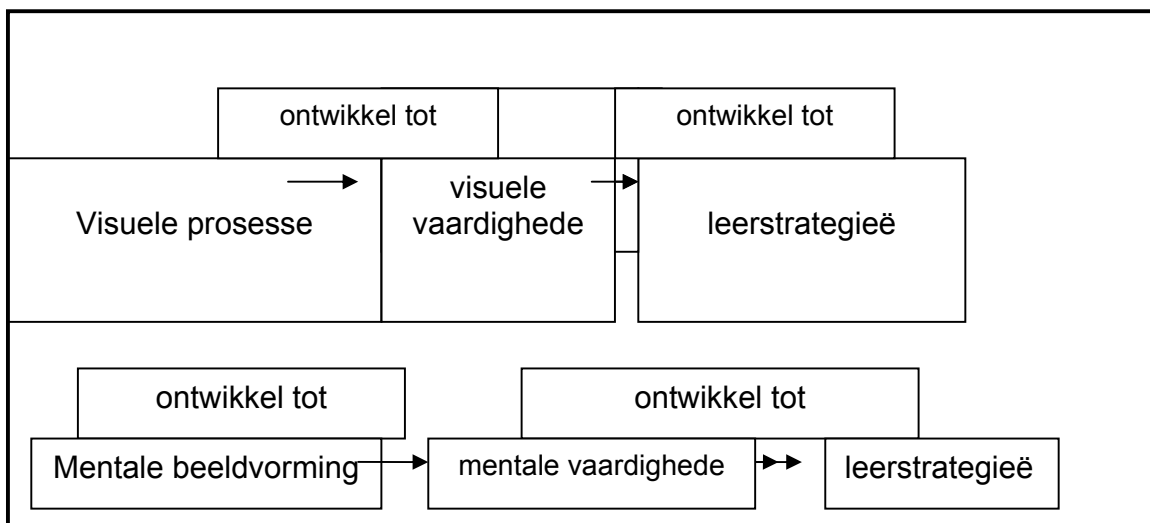 ontwikkel tot
ontwikkel tot
Visuele prosesse
visuele
vaardighede
leerstrategieë
ontwikkel tot
ontwikkel tot
Mentale beeldvorming
mentale vaardighede
leerstrategieë